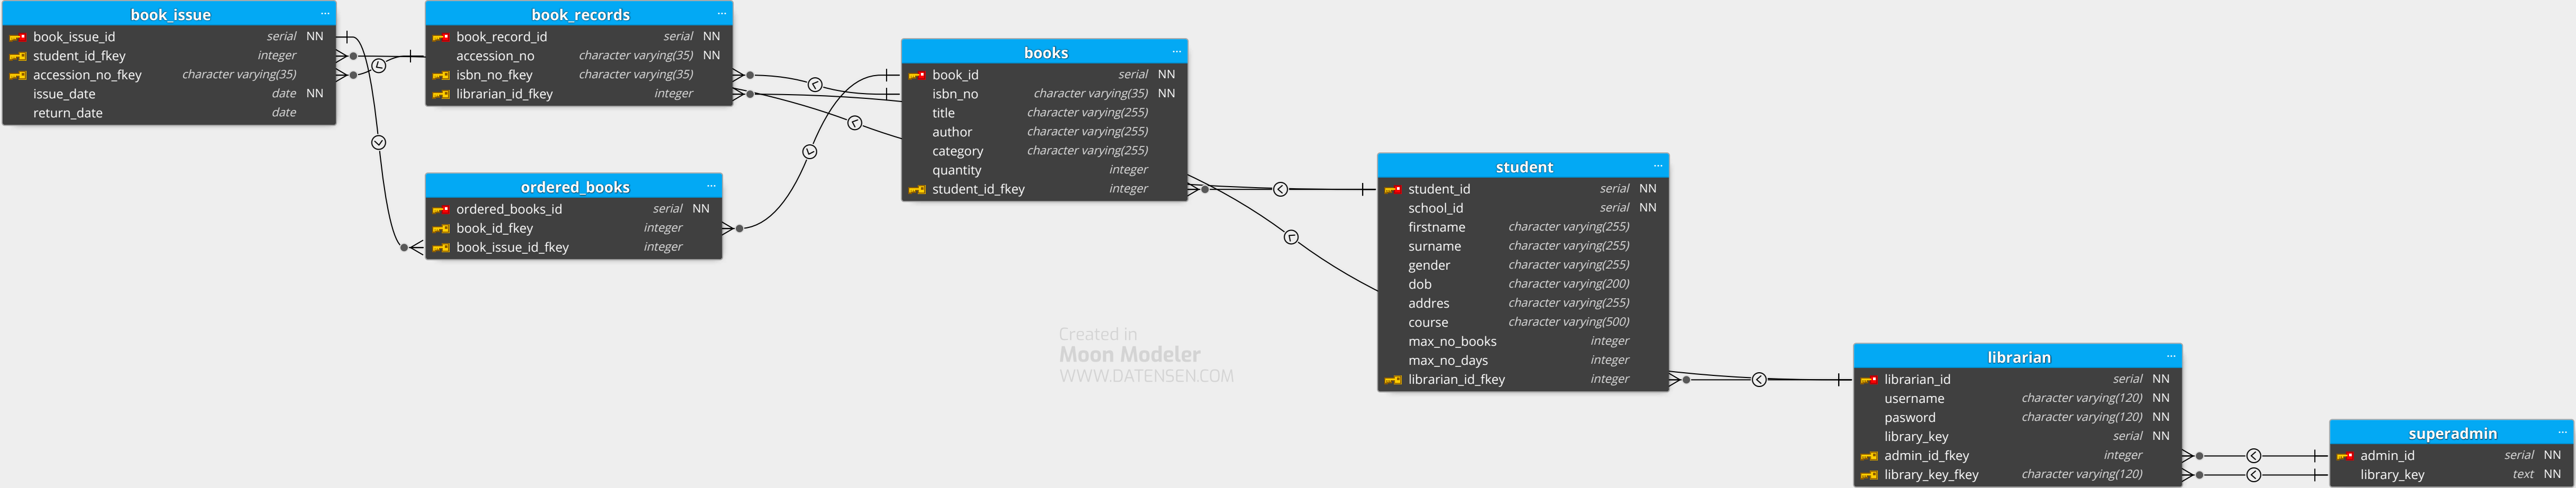 book_issue ...
book_issue_id serial NN
student_id_fkey integer
accession_no_fkey character varying(35)
issue_date date NN
return_date date
book_records ...
book_record_id serial NN
accession_no character varying(35) NN
isbn_no_fkey character varying(35)
librarian_id_fkey integer
ordered_books ...
ordered_books_id serial NN
book_id_fkey integer
book_issue_id_fkey integer
books ...
book_id serial NN
isbn_no character varying(35) NN
title character varying(255)
author character varying(255)
category character varying(255)
quantity integer
student_id_fkey integer
student ...
student_id serial NN
school_id serial NN
firstname character varying(255)
surname character varying(255)
gender character varying(255)
dob character varying(200)
addres character varying(255)
course character varying(500)
max_no_books integer
max_no_days integer
librarian_id_fkey integer
Created in
Moon Modeler
WWW.DATENSEN.COM
librarian ...
librarian_id serial NN
username character varying(120) NN
pasword character varying(120) NN
library_key serial NN
admin_id_fkey integer
library_key_fkey character varying(120)
superadmin ...
admin_id serial NN
library_key text NN